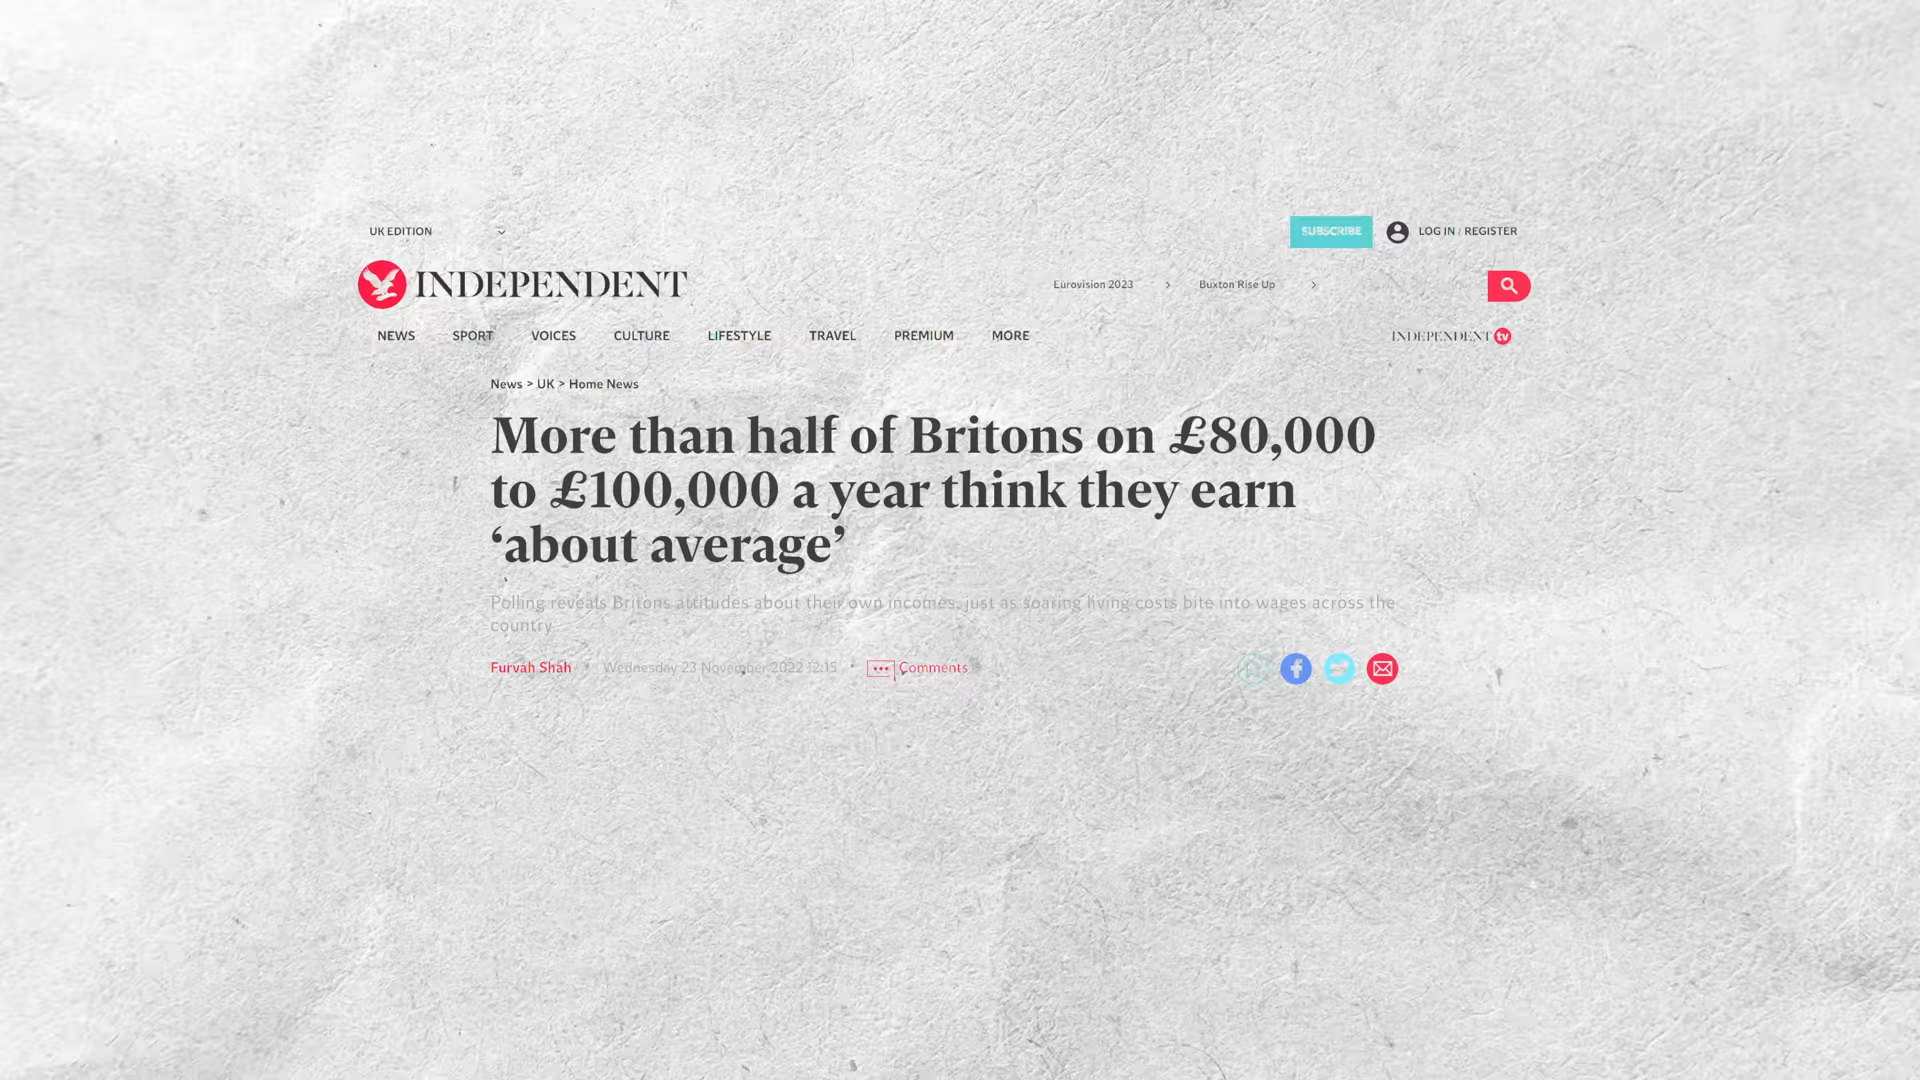 UK EDITION
SUBSCRIBE
LOG IN / REGISTER
INDEPENDENT
Eurovision 2023
Buxton Rise Up
NEWS SPORT VOICES CULTURE LIFESTYLE TRAVEL PREMIUM MORE
INDEPENDENT tv
News > UK > Home News
More than half of Britons on £80,000
to £100,000 a year think they earn
‘about average’
Polling reveals Britons attitudes about their own incomes, just as soaring living costs bite into wages across the
country
Furvah Shah • Wednesday 23 November 2022 12:15 • Comments